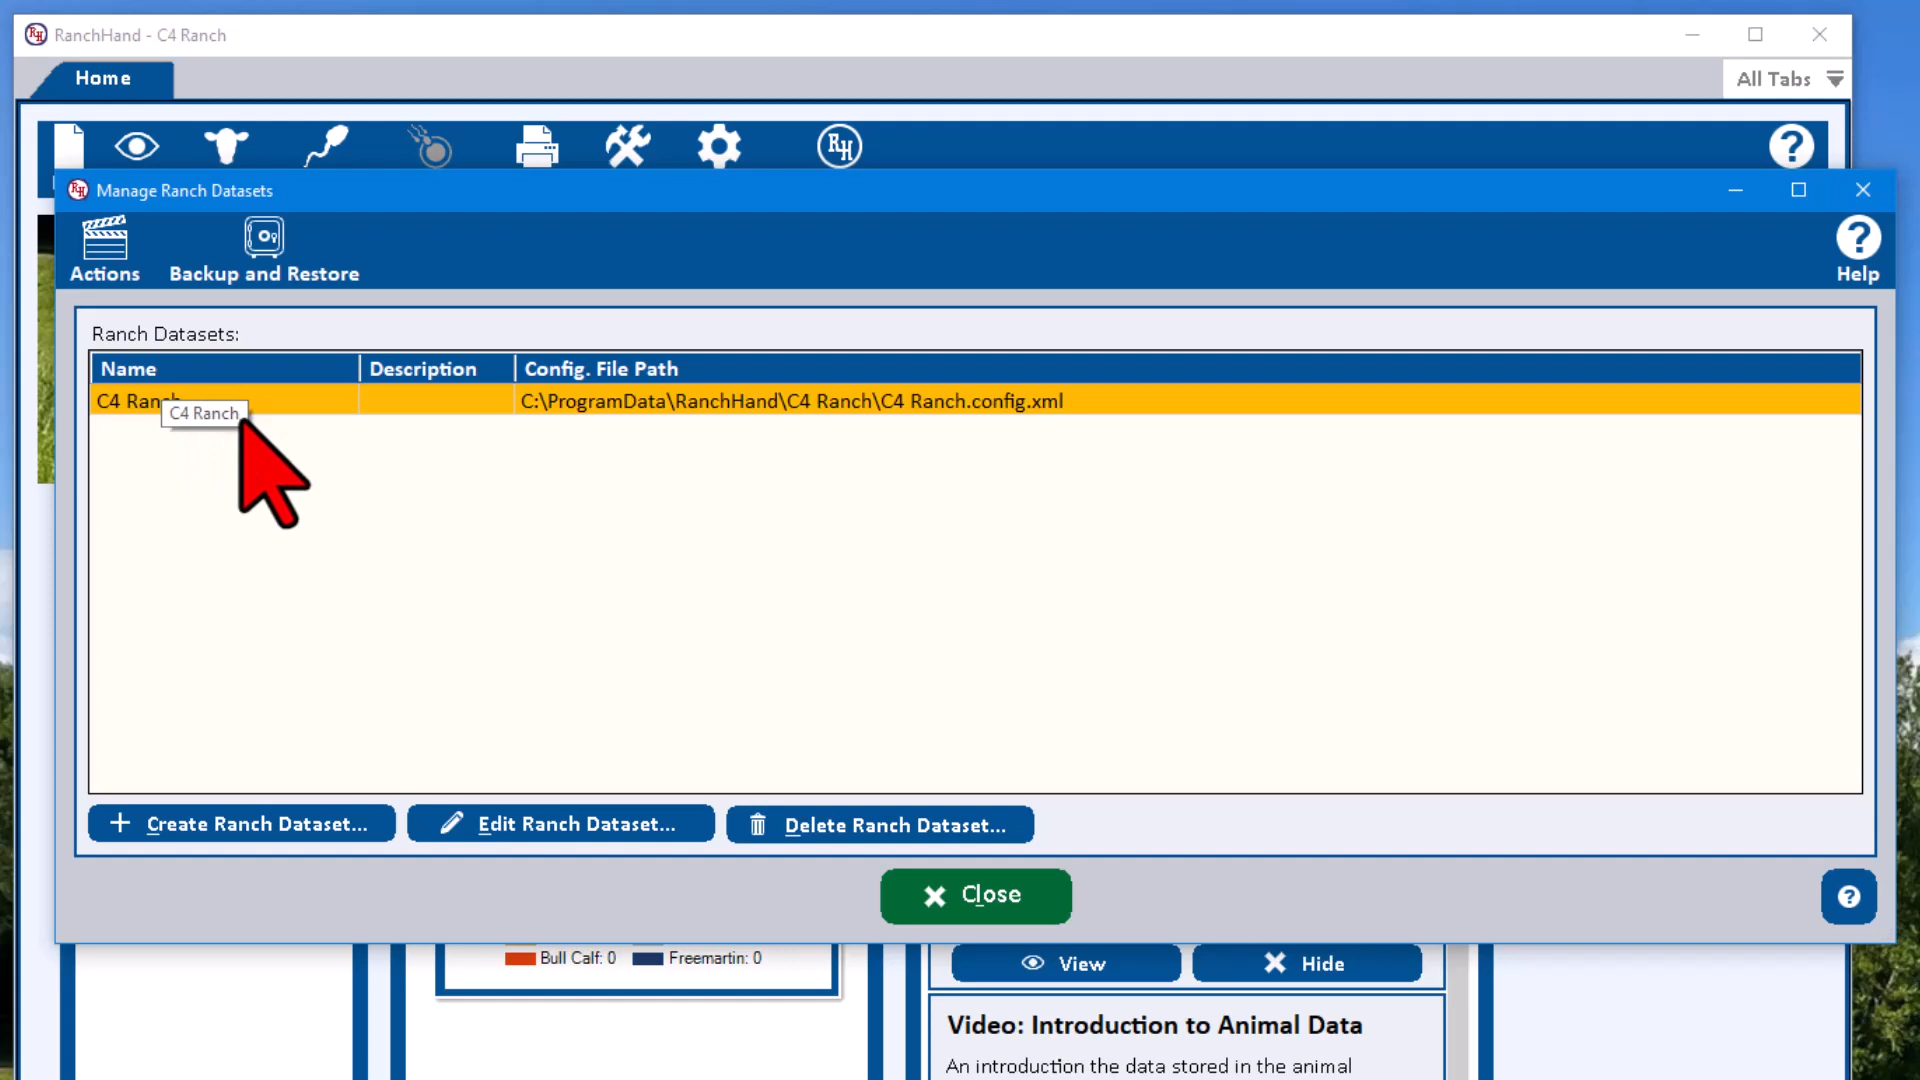 RanchHand - C4 Ranch
Home
All Tabs
RH
?
Manage Ranch Datasets
Actions
Backup and Restore
?
Help
Ranch Datasets:
Name Description Config. File Path
C4 Ranch C:\ProgramData\RanchHand\C4 Ranch\C4 Ranch.config.xml
C4 Ranch
Create Ranch Dataset...
Edit Ranch Dataset...
Delete Ranch Dataset...
Close
?
Bull Calf: 0 Freemartin: 0
View
Hide
Video: Introduction to Animal Data
An introduction the data stored in the animal